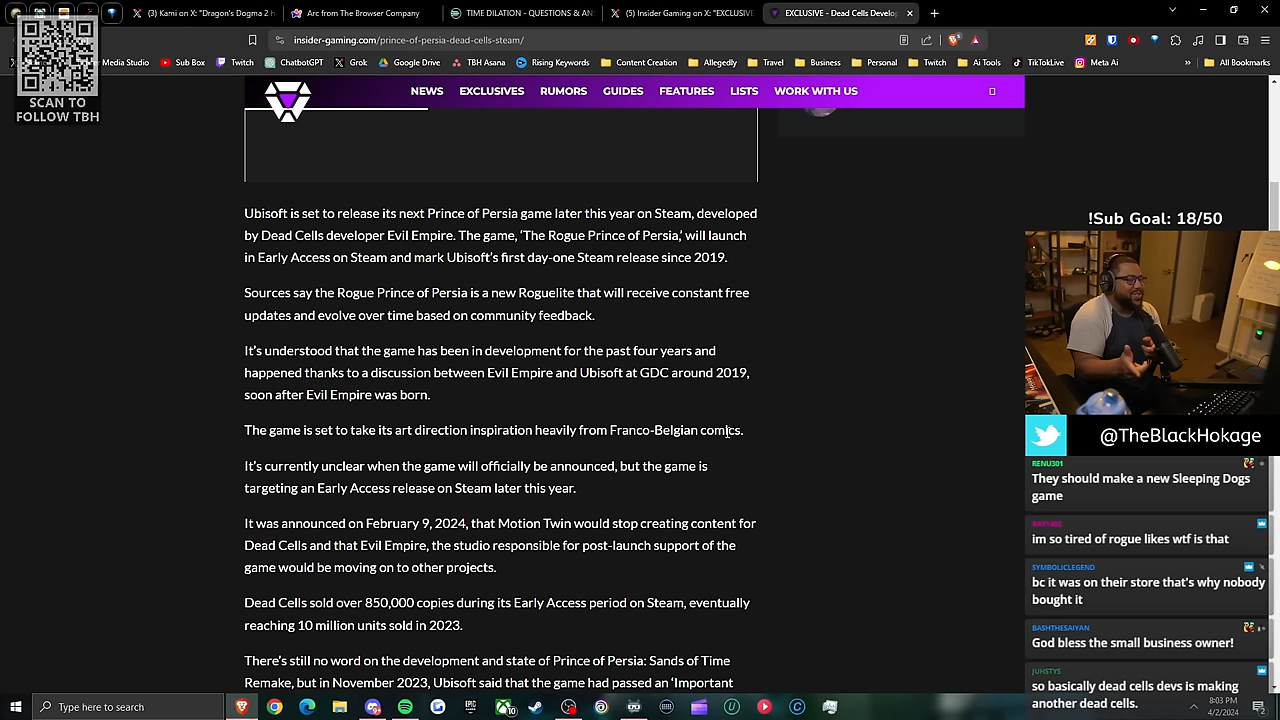 (3) Kami on X: "Dragon's Dogma 2 h
Arc from The Browser Company
TIME DILATION - QUESTIONS & AN
(5) Insider Gaming on X: "EXCLUSIVE
EXCLUSIVE - Dead Cells Develo
insider-gaming.com/prince-of-persia-dead-cells-steam/
Media Studio
Sub Box
Twitch
ChatbotGPT
Grok
Google Drive
TBH Asana
Rising Keywords
Content Creation
Allegedly
Travel
Business
Personal
Twitch
Ai Tools
TikTokLive
Meta Ai
»
All Bookmarks
SCAN TO
FOLLOW TBH
NEWS
EXCLUSIVES
RUMORS
GUIDES
FEATURES
LISTS
WORK WITH US
Ubisoft is set to release its next Prince of Persia game later this year on Steam, developed
by Dead Cells developer Evil Empire. The game, ‘The Rogue Prince of Persia,’ will launch
in Early Access on Steam and mark Ubisoft’s first day-one Steam release since 2019.
Sources say the Rogue Prince of Persia is a new Roguelite that will receive constant free
updates and evolve over time based on community feedback.
It’s understood that the game has been in development for the past four years and
happened thanks to a discussion between Evil Empire and Ubisoft at GDC around 2019,
soon after Evil Empire was born.
The game is set to take its art direction inspiration heavily from Franco-Belgian comics.
It’s currently unclear when the game will officially be announced, but the game is
targeting an Early Access release on Steam later this year.
It was announced on February 9, 2024, that Motion Twin would stop creating content for
Dead Cells and that Evil Empire, the studio responsible for post-launch support of the
game would be moving on to other projects.
Dead Cells sold over 850,000 copies during its Early Access period on Steam, eventually
reaching 10 million units sold in 2023.
There’s still no word on the development and state of Prince of Persia: Sands of Time
Remake, but in November 2023, Ubisoft said that the game had passed an ‘Important
!Sub Goal: 18/50
@TheBlackHokage
RENU301
They should make a new Sleeping Dogs
game
im so tired of rogue likes wtf is that
SYMBOLICLEGEND
bc it was on their store that's why nobody
bought it
BASHTHESAIYAN
God bless the small business owner!
JUHSTYS
so basically dead cells devs is making
another dead cells.
Type here to search
8:03 PM
4/2/2024